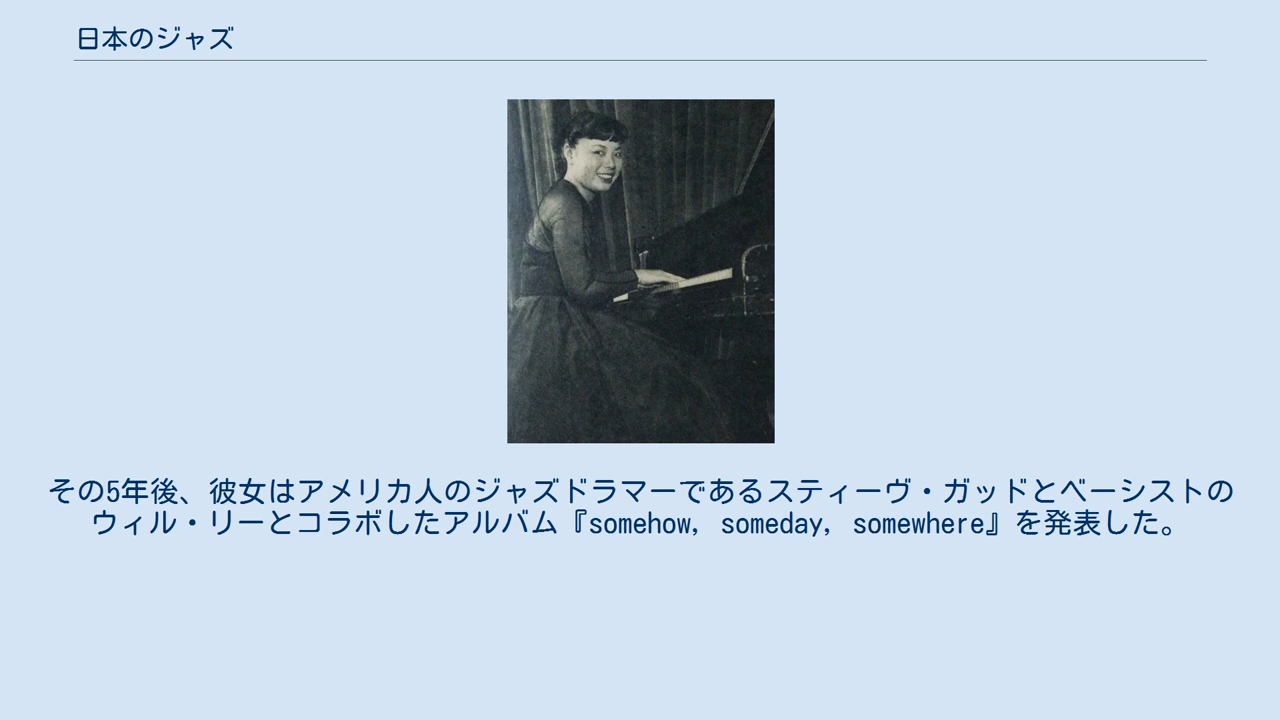 日本のジャズ
その5年後、彼女はアメリカ人のジャズドラマーであるスティーヴ・ガッドとベーシストの
ウィル・リーとコラボしたアルバム『somehow, someday, somewhere』を発表した。